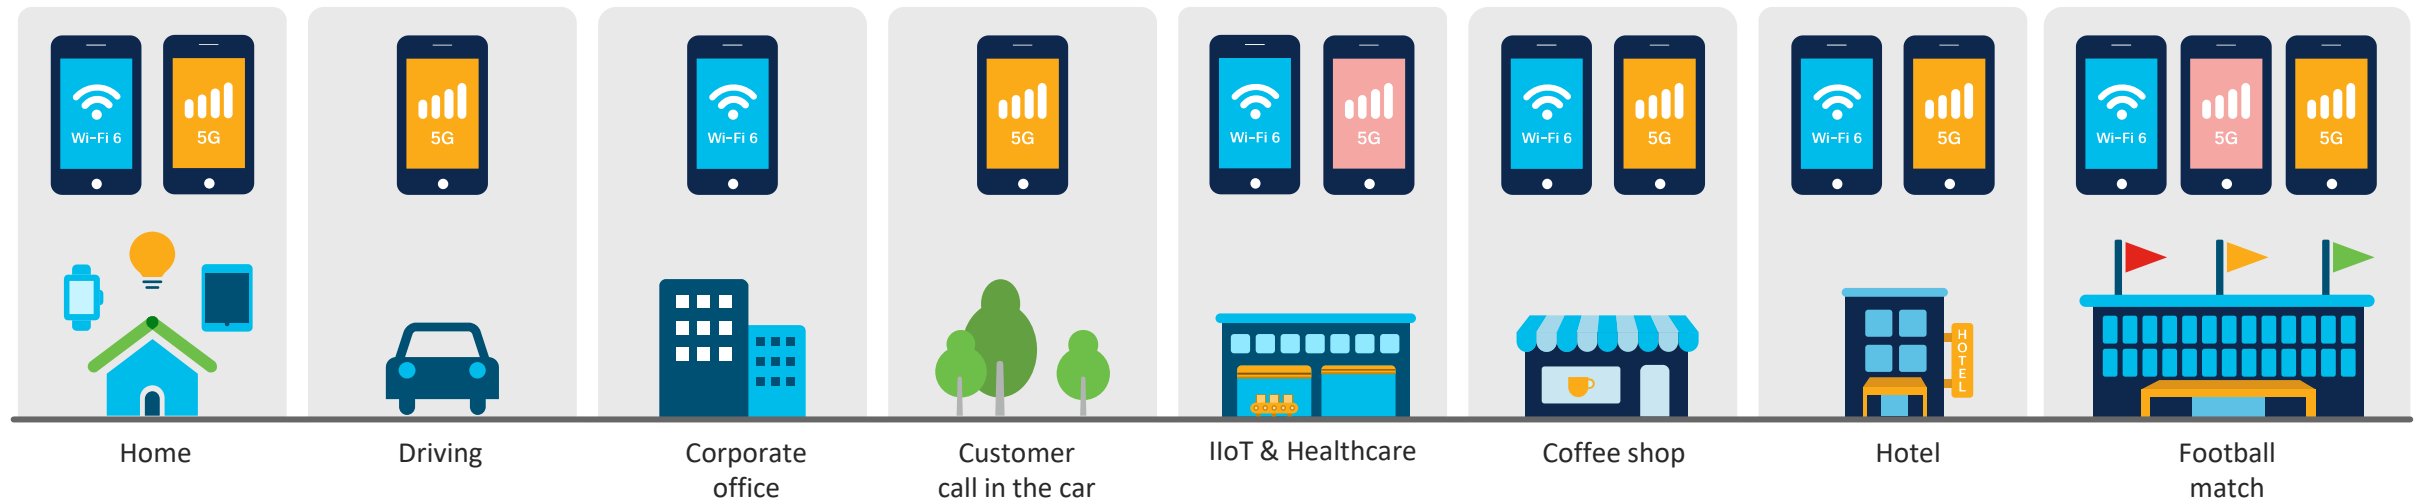 Wi-Fi 6
5G
5G
Wi-Fi 6
5G
Wi-Fi 6
5G
Wi-Fi 6
5G
Wi-Fi 6
5G
Wi-Fi 6
5G
5G
HOTEL
Home
Driving
Corporate
office
Customer
call in the car
IIoT & Healthcare
Coffee shop
Hotel
Football
match